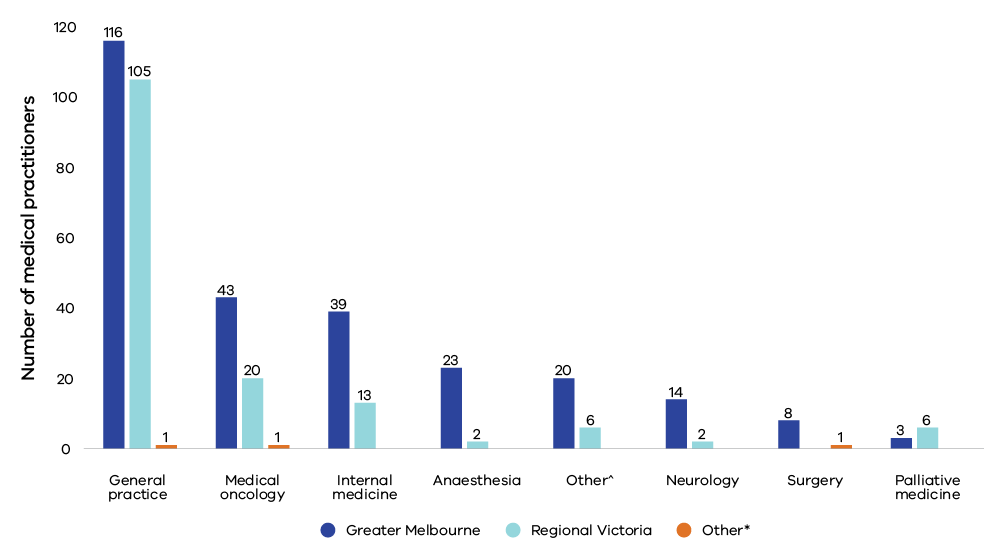 Number of medical practitioners
120
100
80
60
40
20
0
116
105
1
43
20
1
39
13
23
2
20
6
14
2
8
1
3
6
General
practice
Medical
oncology
Internal
medicine
Anaesthesia
Other^
Neurology
Surgery
Palliative
medicine
Greater Melbourne
Regional Victoria
Other*